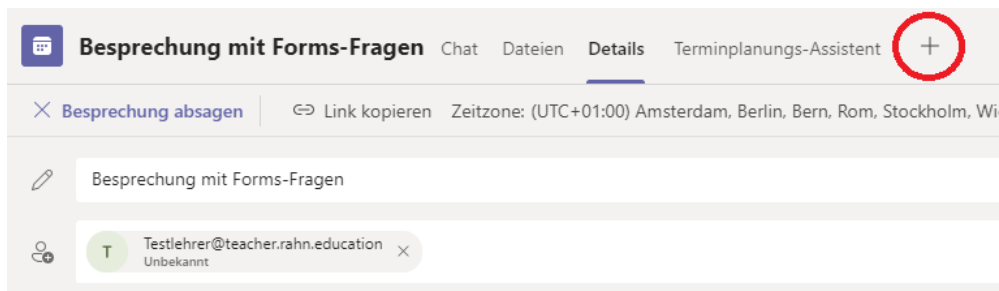 Besprechung mit Forms-Fragen Chat Dateien Details Terminplanungs-Assistent
Besprechung absagen Link kopieren Zeitzone: (UTC+01:00) Amsterdam, Berlin, Bern, Rom, Stockholm, Wi
Besprechung mit Forms-Fragen
T Testlehrer@teacher.rahn.education
Unbekannt